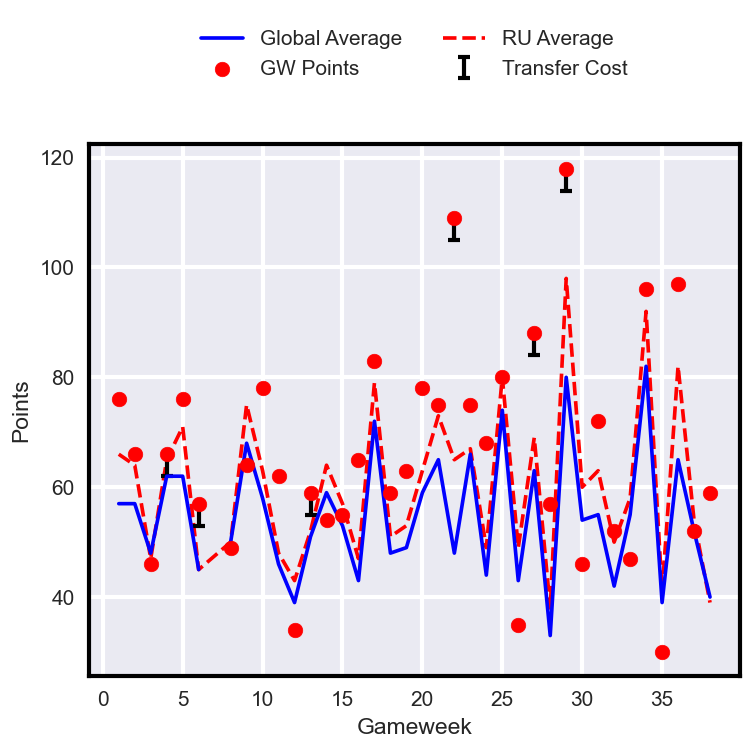 Global Average
RU Average
GW Points
Transfer Cost
120
100
80
60
40
Points
0 5 10 15 20 25 30 35
Gameweek